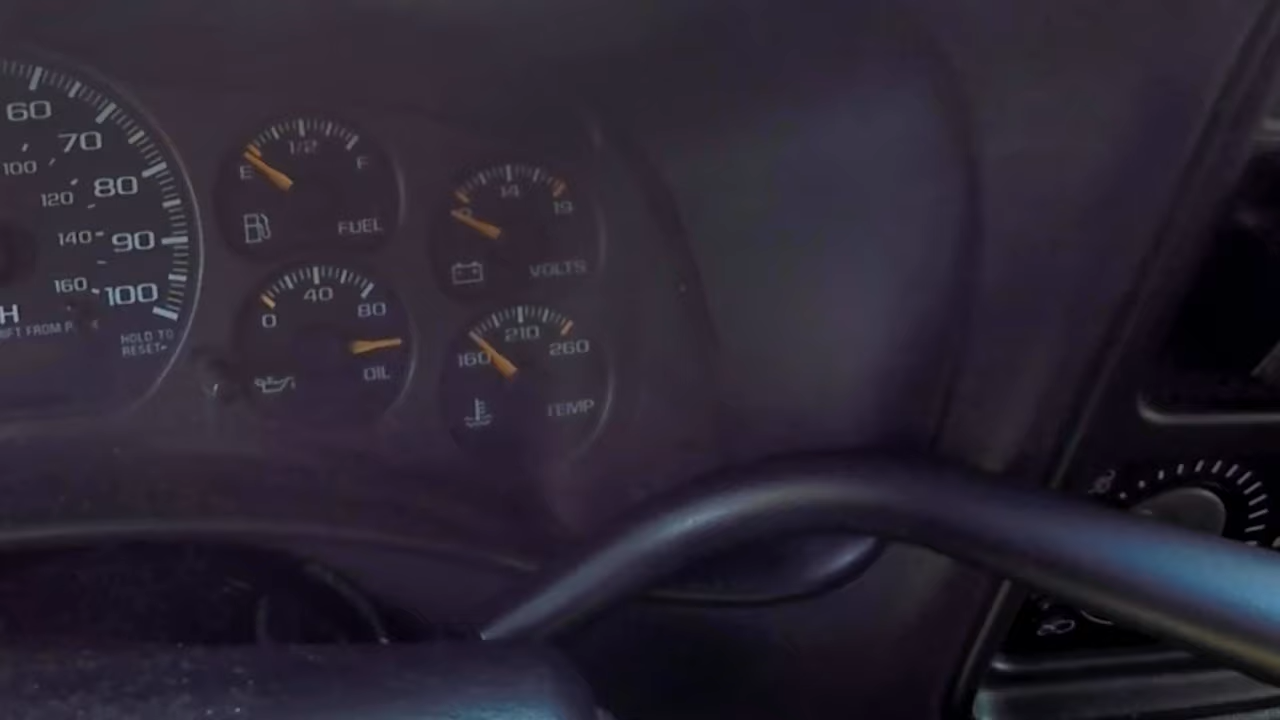 60
70
80
90
100
100
120
140
160
H
HOLD TO
RESET
E 1/2 F
FUEL
0 40 80
OIL
14 19
VOLTS
160 210 260
TEMP